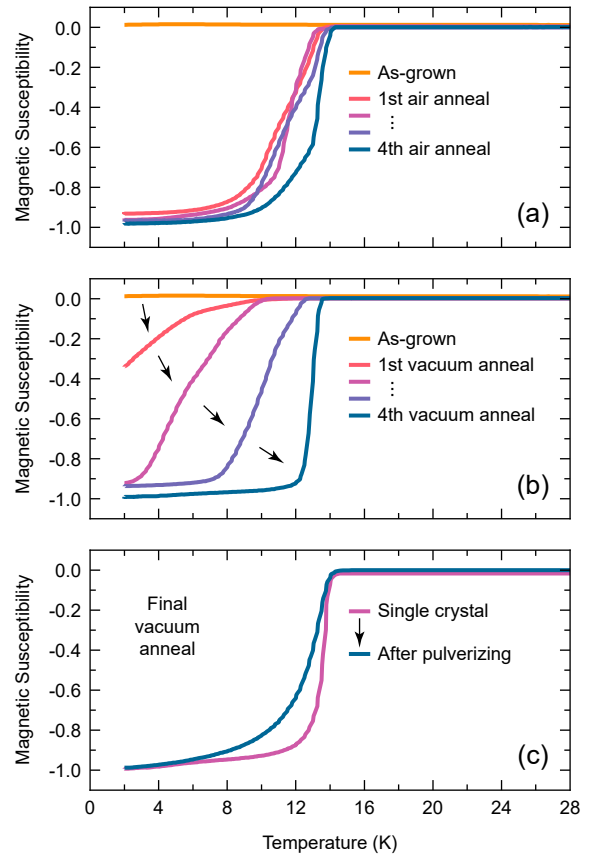 0.0
-0.2
-0.4
-0.6
-0.8
-1.0
Magnetic Susceptibility
As-grown
1st air anneal
⋮
4th air anneal
(a)
0.0
-0.2
-0.4
-0.6
-0.8
-1.0
Magnetic Susceptibility
As-grown
1st vacuum anneal
⋮
4th vacuum anneal
(b)
0.0
-0.2
-0.4
-0.6
-0.8
-1.0
Magnetic Susceptibility
Final
vacuum
anneal
Single crystal
After pulverizing
(c)
0 4 8 12 16 20 24 28
Temperature (K)